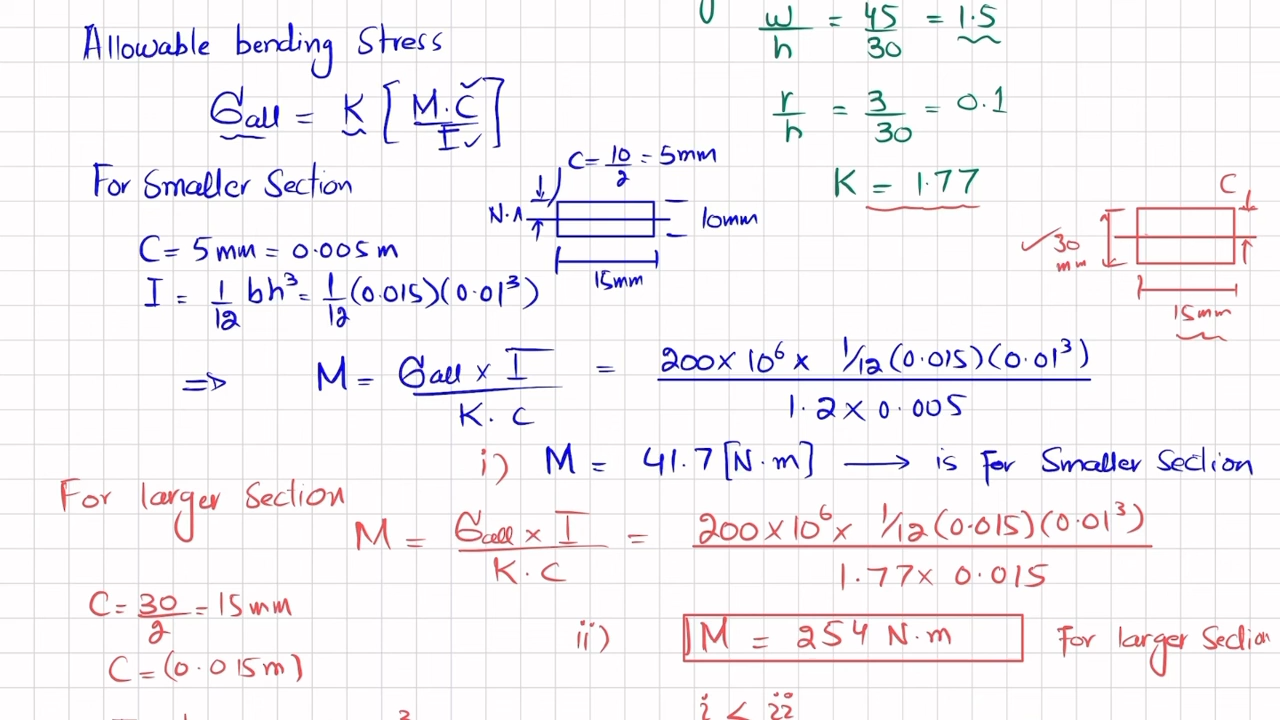 w/h = 45/30 = 1.5
Allowable bending Stress
r/h = 3/30 = 0.1
σall = K [M.C/I]
K = 1.77
For Smaller Section
C = 10/2 = 5mm
N.A
10mm
15mm
C
30 mm
15mm
C = 5mm = 0.005m
I = 1/12 bh³ = 1/12 (0.015)(0.01³)
⇒ M = σall × I / K. C = 200×10⁶× 1/12(0.015)(0.01³) / 1.2×0.005
i) M = 41.7 [N.m] → is For Smaller Section
For larger Section
M = σall × I / K. C = 200×10⁶× 1/12(0.015)(0.01³) / 1.77× 0.015
C = 30/2 = 15mm
C = (0.015m)
ii) M = 254 N.m For larger Section
i < ii